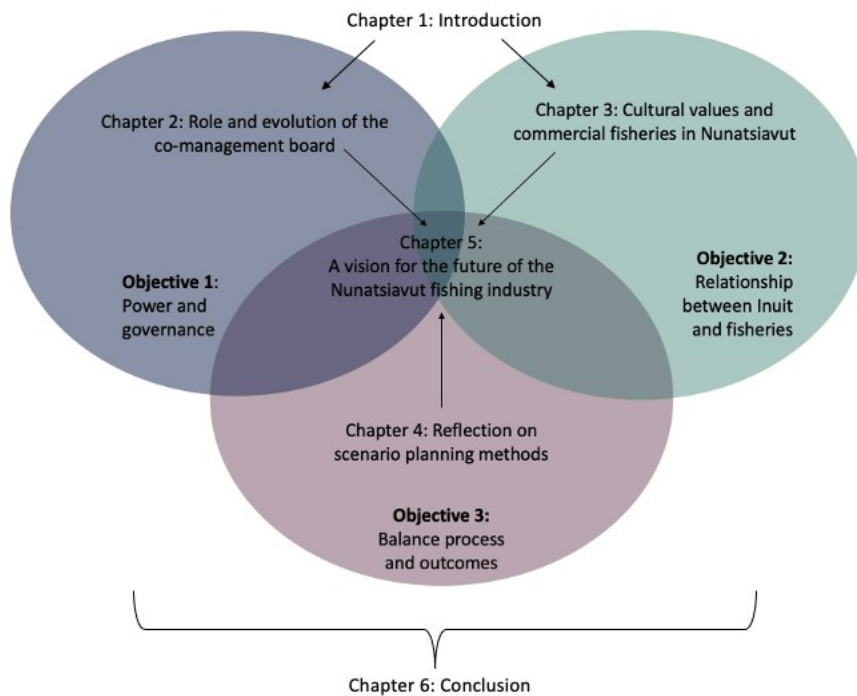 Chapter 1: Introduction
Chapter 2: Role and evolution of the
co-management board
Chapter 3: Cultural values and
commercial fisheries in Nunatsiavut
Chapter 5:
A vision for the future of the
Nunatsiavut fishing industry
Objective 1:
Power and
governance
Objective 2:
Relationship
between Inuit
and fisheries
Chapter 4: Reflection on
scenario planning methods
Objective 3:
Balance process
and outcomes
Chapter 6: Conclusion